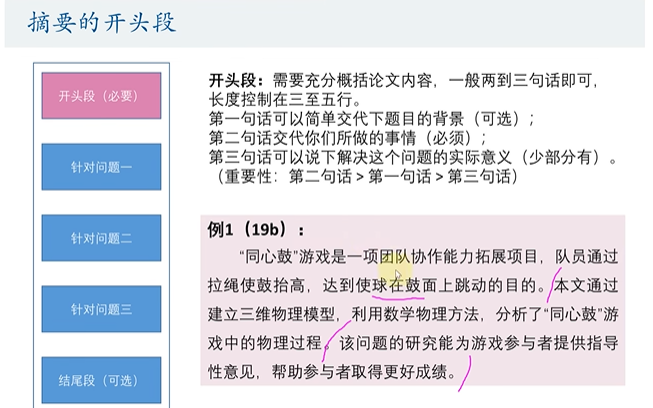 摘要的开头段
开头段（必要）
针对问题一
针对问题二
针对问题三
结尾段（可选）
开头段：需要充分概括论文内容，一般两到三句话即可，
长度控制在三至五行。
第一句话可以简单交代下题目的背景（可选）；
第二句话交代你们所做的事情（必须）；
第三句话可以说下解决这个问题的实际意义（少部分有）。
（重要性：第二句话＞第一句话＞第三句话）
例1（19b）：
“同心鼓”游戏是一项团队协作能力拓展项目，队员通过
拉绳使鼓抬高，达到使球在鼓面上跳动的目的。本文通过
建立三维物理模型，利用数学物理方法，分析了“同心鼓”游
戏中的物理过程。该问题的研究能为游戏参与者提供指导
性意见，帮助参与者取得更好成绩。